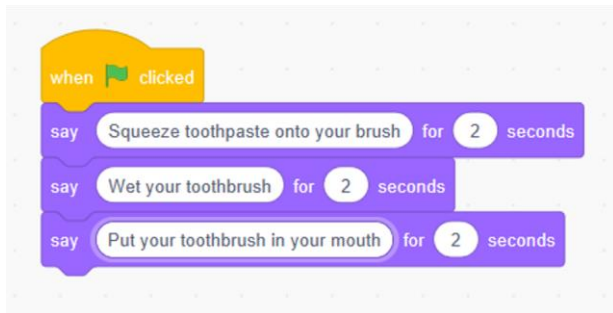 when clicked
say Squeeze toothpaste onto your brush for 2 seconds
say Wet your toothbrush for 2 seconds
say Put your toothbrush in your mouth for 2 seconds